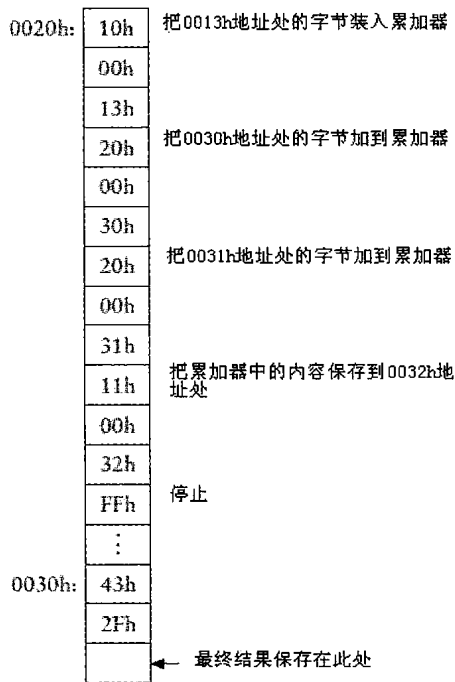 0020h: 10h 把0013h地址处的字节装入累加器
00h
13h
20h 把0030h地址处的字节加到累加器
00h
30h
20h 把0031h地址处的字节加到累加器
00h
31h
11h 把累加器中的内容保存到0032h地
址处
00h
32h
FFh 停止
⋮
0030h: 43h
2Fh
最终结果保存在此处